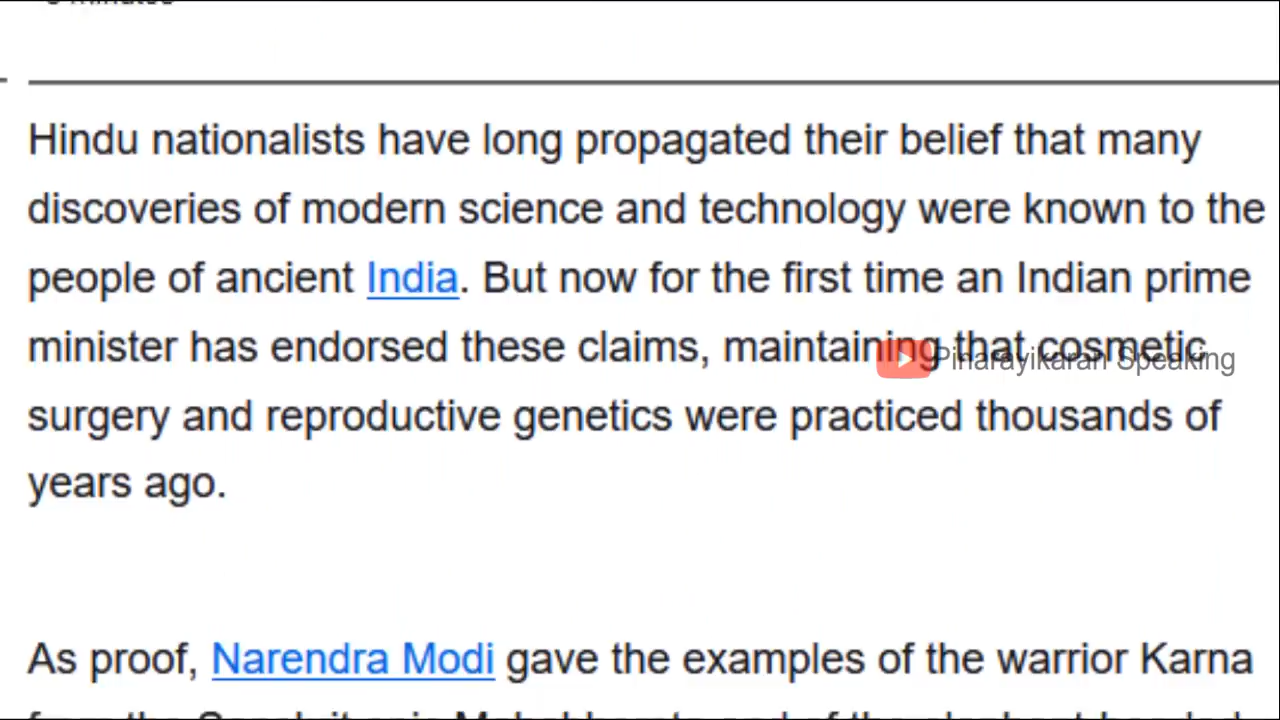 Hindu nationalists have long propagated their belief that many
discoveries of modern science and technology were known to the
people of ancient India. But now for the first time an Indian prime
minister has endorsed these claims, maintaining that cosmetic
Pinarayikaran Speaking
surgery and reproductive genetics were practiced thousands of
years ago.
As proof, Narendra Modi gave the examples of the warrior Karna